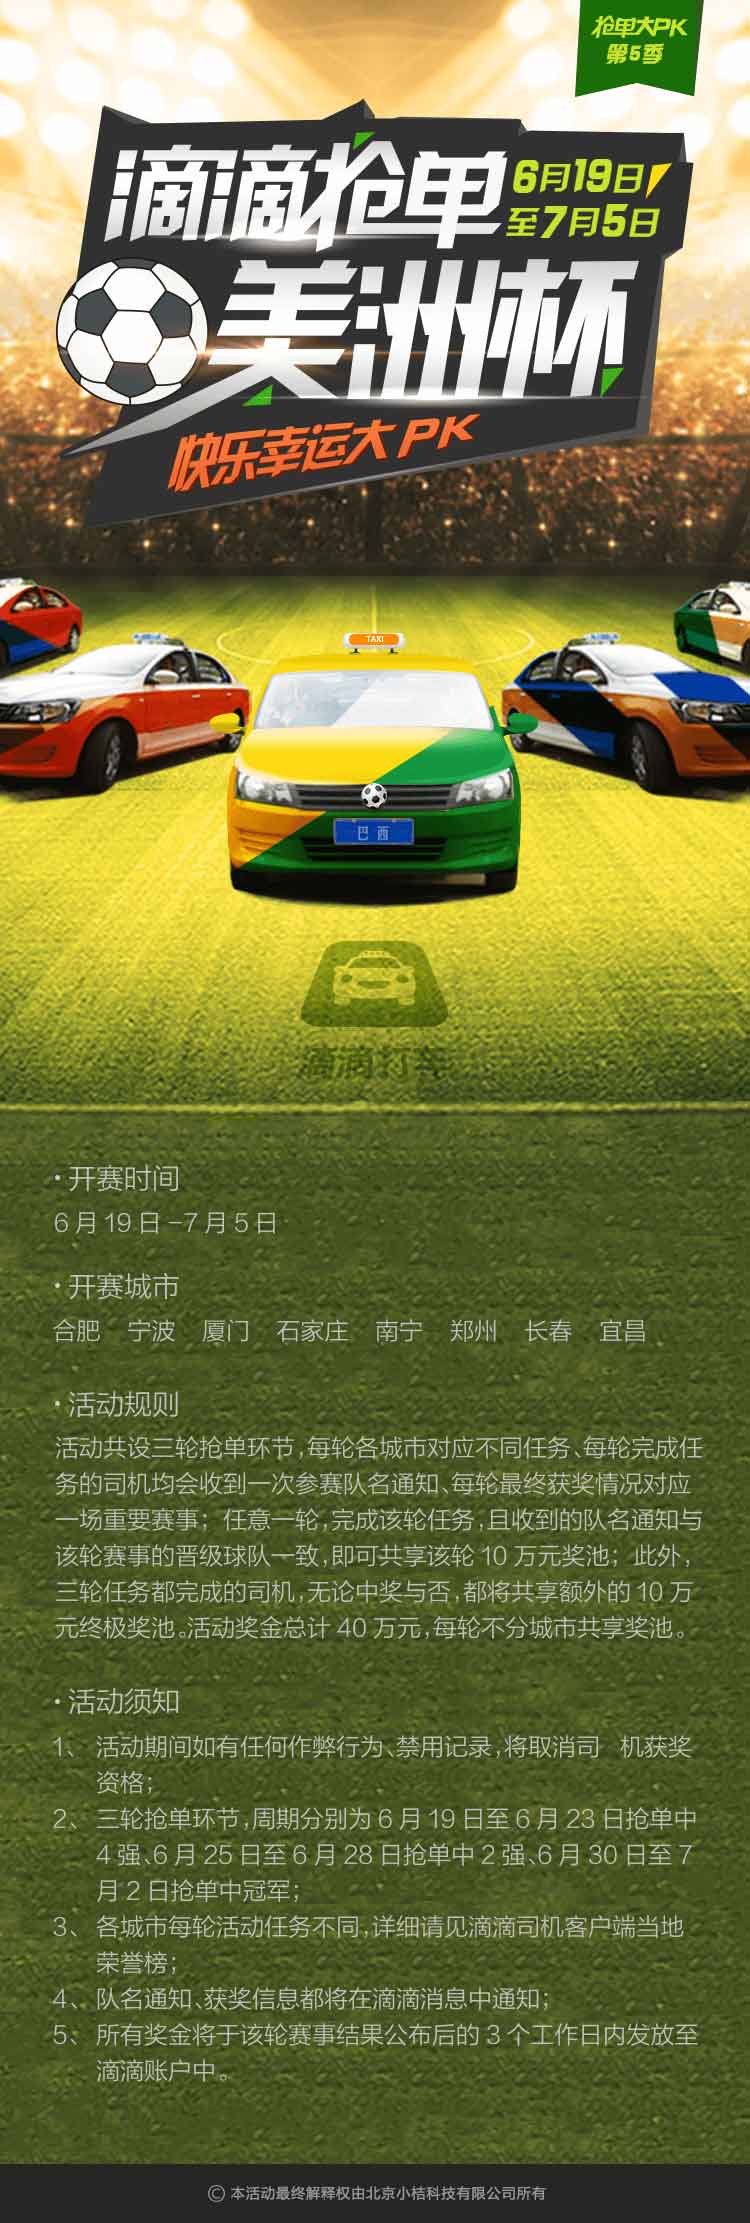 抢单大PK
第5季
滴滴抢单
6月19日
至7月5日
美洲杯
快乐幸运大PK
TAXI
巴西
滴滴打车
·开赛时间
6月19日-7月5日
·开赛城市
合肥 宁波 厦门 石家庄 南宁 郑州 长春 宜昌
·活动规则
活动共设三轮抢单环节，每轮各城市对应不同任务、每轮完成任
务的司机均会收到一次参赛队名通知、每轮最终获奖情况对应
一场重要赛事；任意一轮，完成该轮任务，且收到的队名通知与
该轮赛事的晋级球队一致，即可共享该轮10万元奖池；此外，
三轮任务都完成的司机，无论中奖与否，都将共享额外的10万
元终极奖池。活动奖金总计40万元，每轮不分城市共享奖池。
·活动须知
1、活动期间如有任何作弊行为、禁用记录，将取消司 机获奖
资格；
2、三轮抢单环节，周期分别为6月19日至6月23日抢单中
4强、6月25日至6月28日抢单中2强、6月30日至7
月2日抢单中冠军；
3、各城市每轮活动任务不同，详细请见滴滴司机客户端当地
荣誉榜；
4、队名通知、获奖信息都将在滴滴消息中通知；
5、所有奖金将于该轮赛事结果公布后的3个工作日内发放至
滴滴账户中。
©本活动最终解释权由北京小桔科技有限公司所有